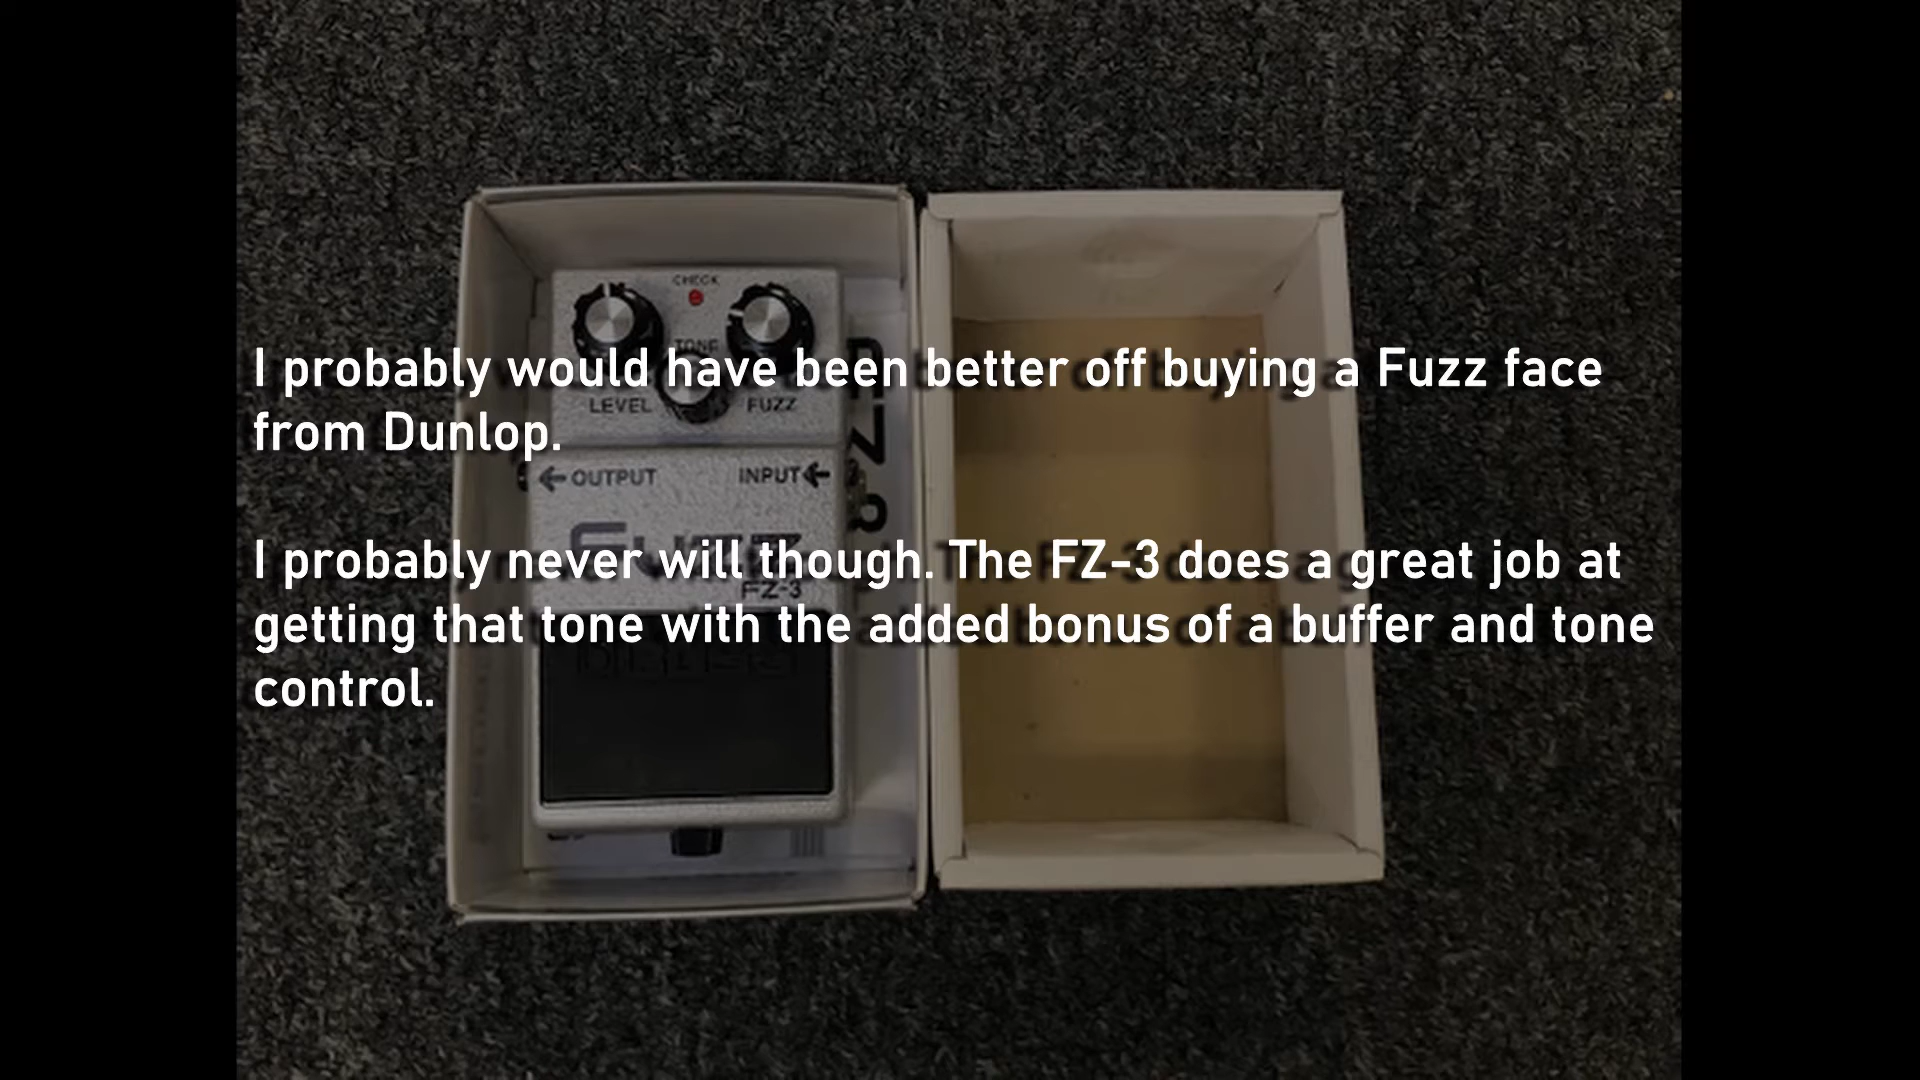 CHECK
TONE
I probably would have been better off buying a Fuzz face
LEVEL
FUZZ
from Dunlop.
OUTPUT
INPUT
Fuzz
I probably never will though. The FZ-3 does a great job at
FZ-3
getting that tone with the added bonus of a buffer and tone
control.